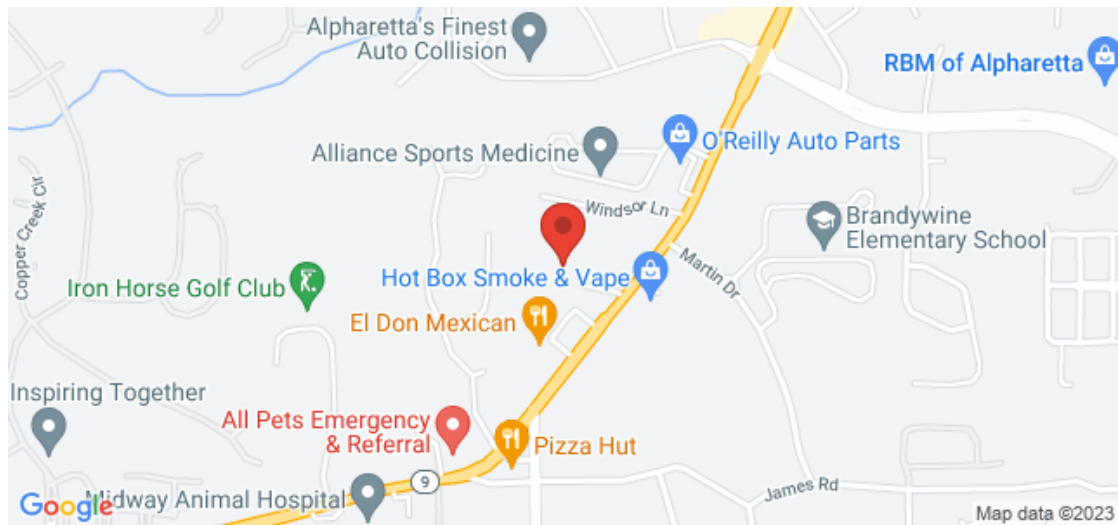 Alpharetta's Finest
Auto Collision
RBM of Alpharetta
O'Reilly Auto Parts
Alliance Sports Medicine
Windsor Ln
Copper Creek Cir
Brandywine
Elementary School
Martin Dr
Hot Box Smoke & Vape
Iron Horse Golf Club
El Don Mexican
Inspiring Together
All Pets Emergency
& Referral
Pizza Hut
9
Midway Animal Hospital
James Rd
Google
Map data ©2023